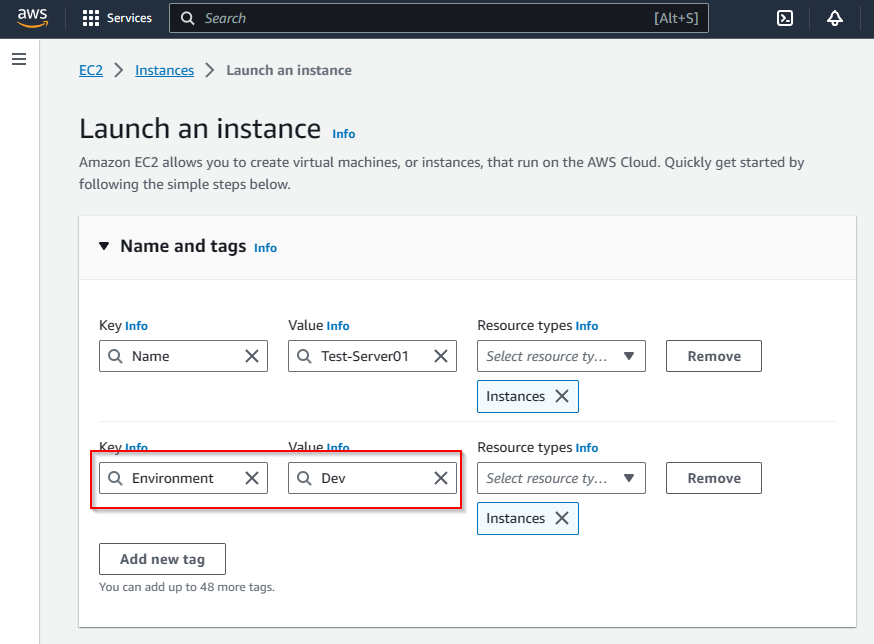 aws Services Search [Alt+S]
EC2 Instances Launch an instance
Launch an instance Info
Amazon EC2 allows you to create virtual machines, or instances, that run on the AWS Cloud. Quickly get started by
following the simple steps below.
Name and tags Info
Key Info Value Info Resource types Info
Name Test-Server01 Select resource ty... Remove
Instances
Key Info Value Info Resource types Info
Environment Dev Select resource ty... Remove
Instances
Add new tag
You can add up to 48 more tags.